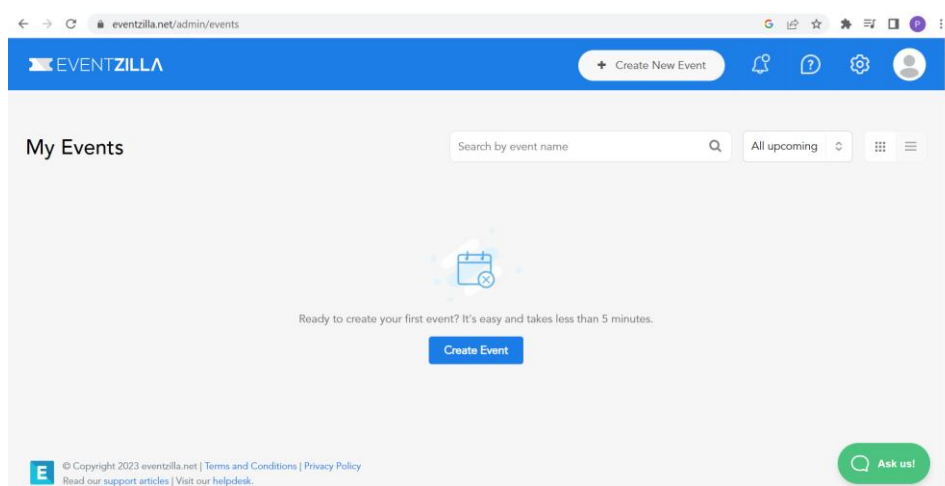 eventzilla.net/admin/events
P
EVENTZILLA
+ Create New Event
My Events
Search by event name
All upcoming
Ready to create your first event? It's easy and takes less than 5 minutes.
Create Event
E
© Copyright 2023 eventzilla.net | Terms and Conditions | Privacy Policy
Read our support articles | Visit our helpdesk.
Ask us!